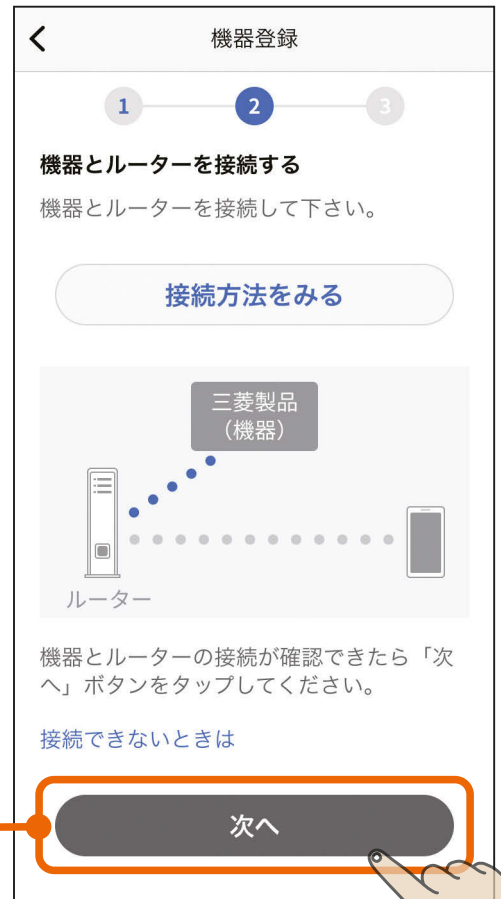 機器登録
1 2 3
機器とルーターを接続する
機器とルーターを接続して下さい。
接続方法をみる
三菱製品
（機器）
ルーター
機器とルーターの接続が確認できたら「次
へ」ボタンをタップしてください。
接続できないときは
次へ